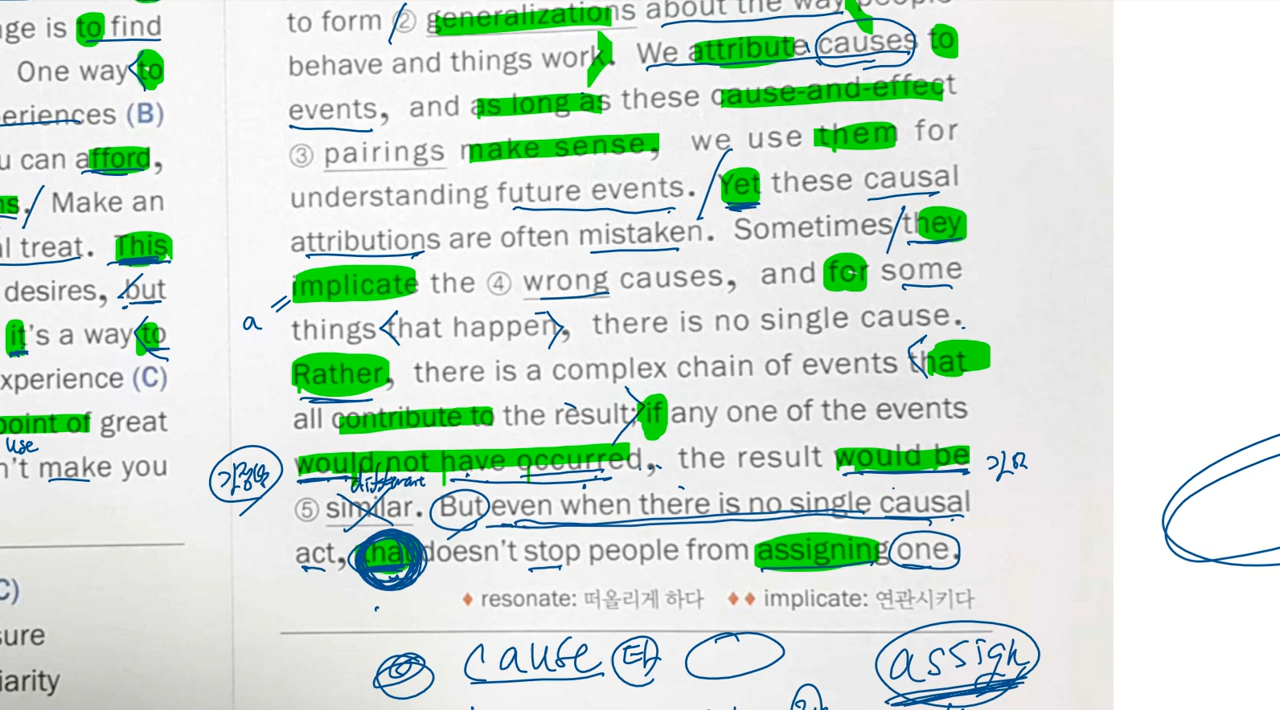 ge is to find
One way to
eriences (B)
u can afford,
ns. Make an
al treat. This
desires, but
it's a way to
xperience (C)
point of great
use
n't make you
C)
sure
iarity
to form ② generalizations about the way people
behave and things work. We attribute causes to
events, and as long as these cause-and-effect
③ pairings make sense, we use them for
understanding future events. Yet these causal
attributions are often mistaken. Sometimes they
implicate the ④ wrong causes, and for some
a
things that happen, there is no single cause.
Rather, there is a complex chain of events that
all contribute to the result; if any one of the events
would not have occurred, the result would be
different
⑤ similar. But even when there is no single causal
act, that doesn't stop people from assigning one.
♦ resonate: 떠올리게 하다 ♦♦ implicate: 연관시키다
cause 타 assign